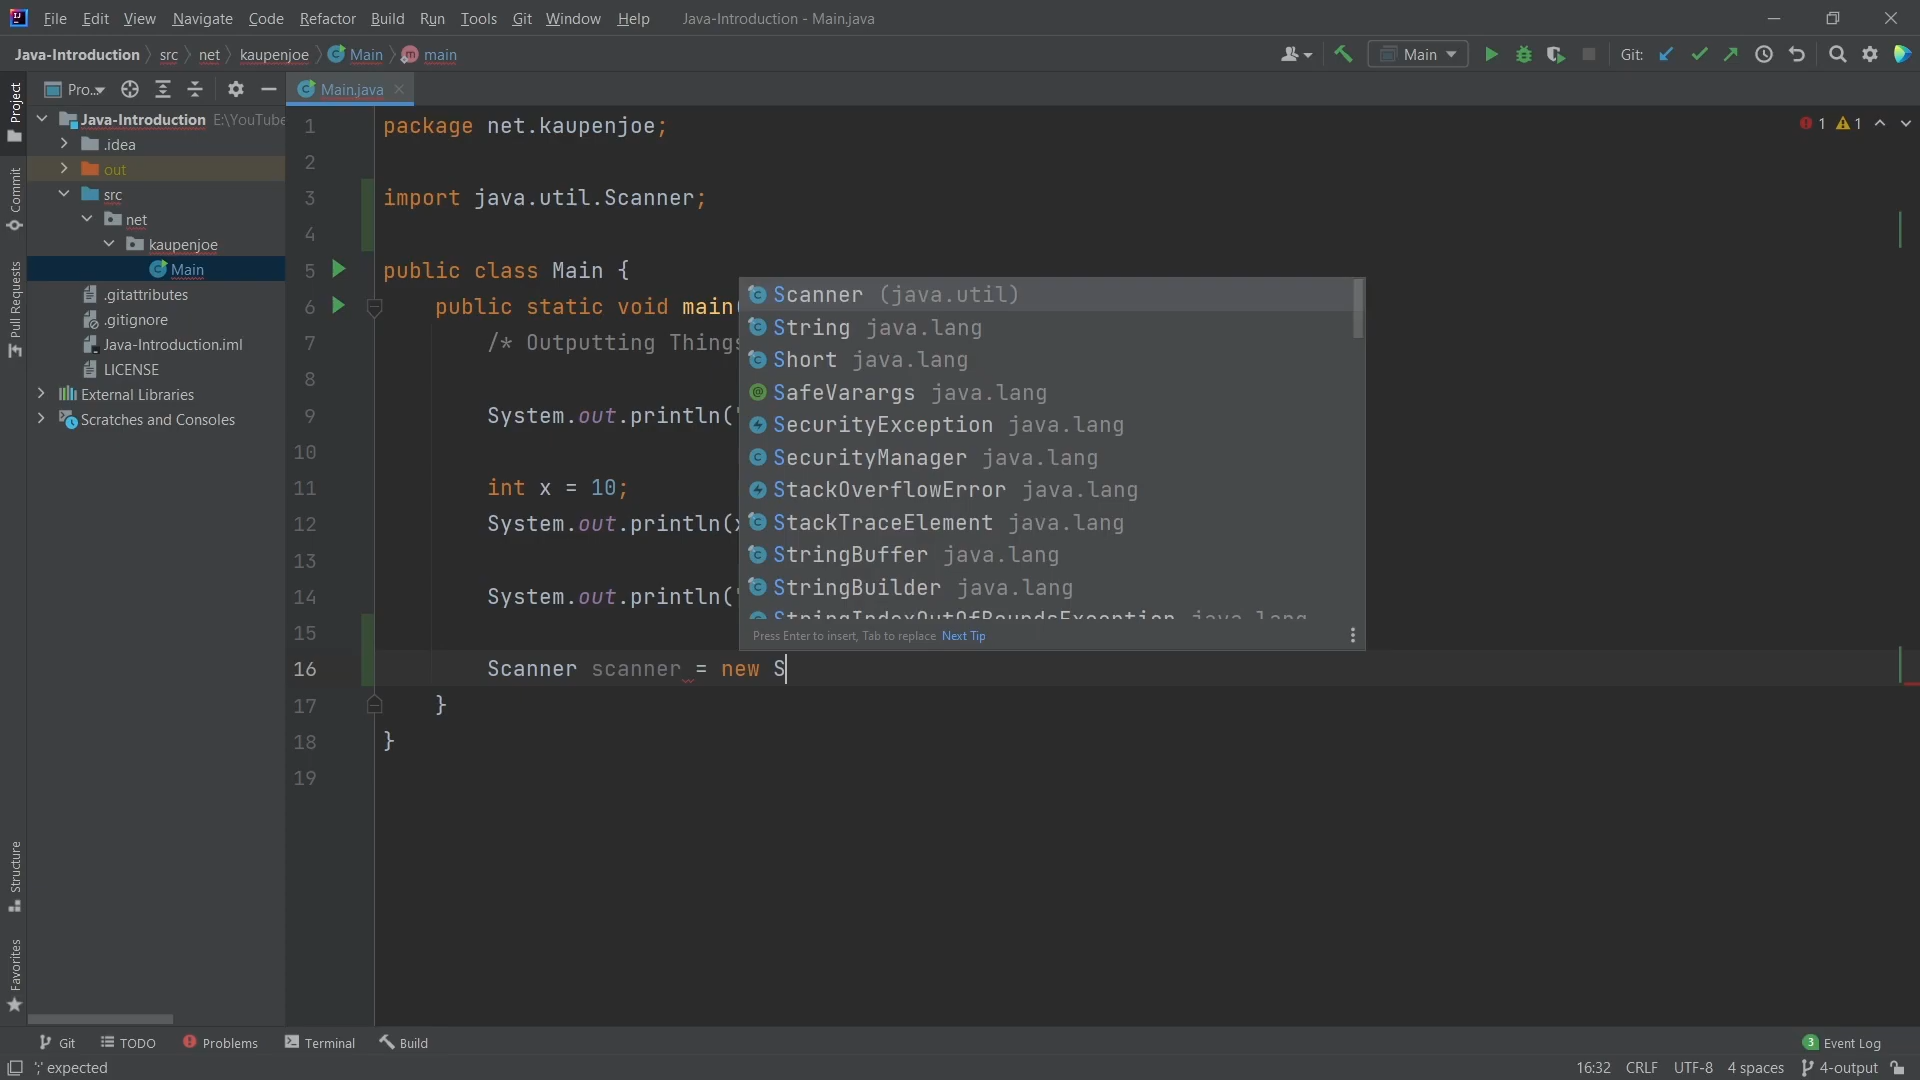 File Edit View Navigate Code Refactor Build Run Tools Git Window Help Java-Introduction - Main.java
Java-Introduction src net kaupenjoe Main main Main Git:
Project
Commit
Pull Requests
Structure
Favorites
Pro.. Main.java
Java-Introduction E:\YouTube
.idea
out
src
net
kaupenjoe
Main
.gitattributes
.gitignore
Java-Introduction.iml
LICENSE
External Libraries
Scratches and Consoles
1 package net.kaupenjoe; 1 1
2
3 import java.util.Scanner;
4
5 public class Main {
6 public static void main(
7 /* Outputting Things
8
9 System.out.println("
10
11 int x = 10;
12 System.out.println(x
13
14 System.out.println("
15
16 Scanner scanner = new S
17 }
18 }
19
Scanner (java.util)
String java.lang
Short java.lang
SafeVarargs java.lang
SecurityException java.lang
SecurityManager java.lang
StackOverflowError java.lang
StackTraceElement java.lang
StringBuffer java.lang
StringBuilder java.lang
StringIndexOutOfBoundsException java.lang
Press Enter to insert, Tab to replace Next Tip
Git TODO Problems Terminal Build 3 Event Log
';' expected 16:32 CRLF UTF-8 4 spaces 4-output